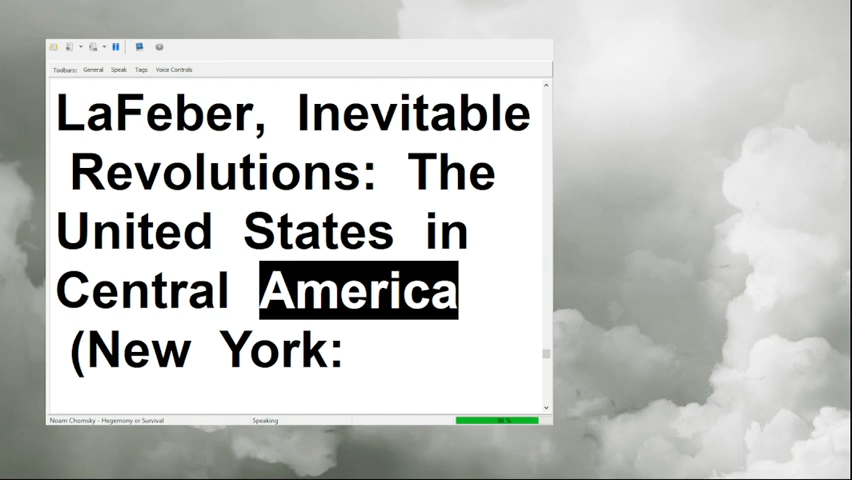 Toolbars: General Speak Tags Voice Controls
LaFeber, Inevitable
Revolutions: The
United States in
Central America
(New York:
Noam Chomsky - Hegemony or Survival Speaking